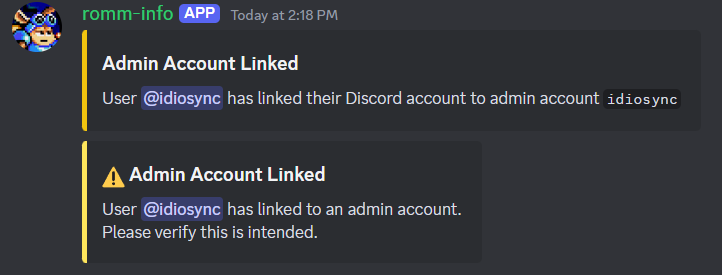 romm-info APP Today at 2:18 PM
Admin Account Linked
User @idiosync has linked their Discord account to admin account idiosync
⚠️ Admin Account Linked
User @idiosync has linked to an admin account.
Please verify this is intended.